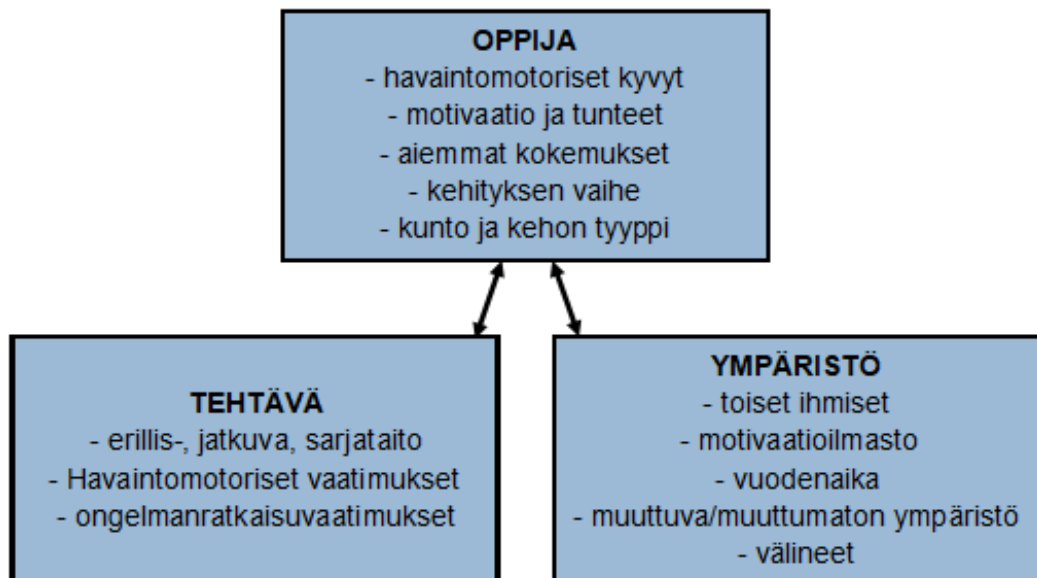 OPPIJA
- havaintomotoriset kyvyt
- motivaatio ja tunteet
- aiemmat kokemukset
- kehityksen vaihe
- kunto ja kehon tyyppi
TEHTÄVÄ
- erillis-, jatkuva, sarjataito
- Havaintomotoriset vaatimukset
- ongelmanratkaisuvaatimukset
YMPÄRISTÖ
- toiset ihmiset
- motivaatioilmasto
- vuodenaika
- muuttuva/muuttumaton ympäristö
- välineet